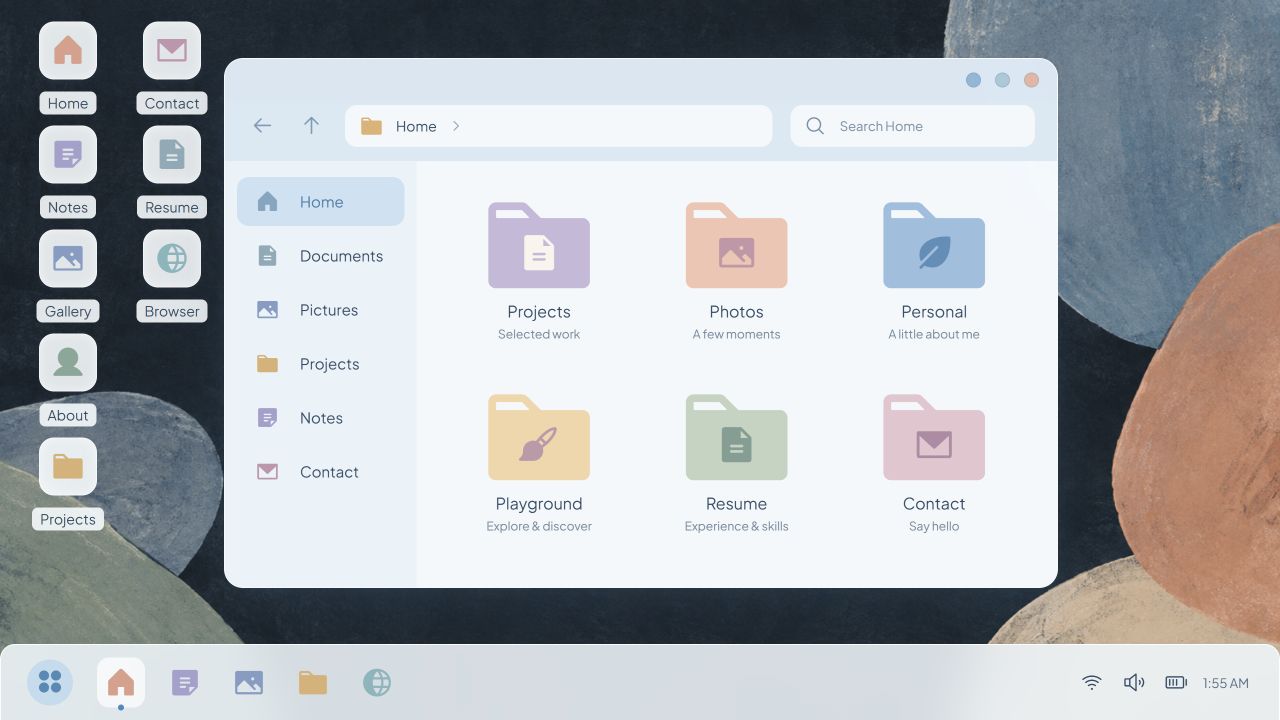 Home
Contact
Notes
Resume
Gallery
Browser
About
Projects
Home
Search Home
Home
Documents
Pictures
Projects
Notes
Contact
Projects
Selected work
Photos
A few moments
Personal
A little about me
Playground
Explore & discover
Resume
Experience & skills
Contact
Say hello
1:55 AM